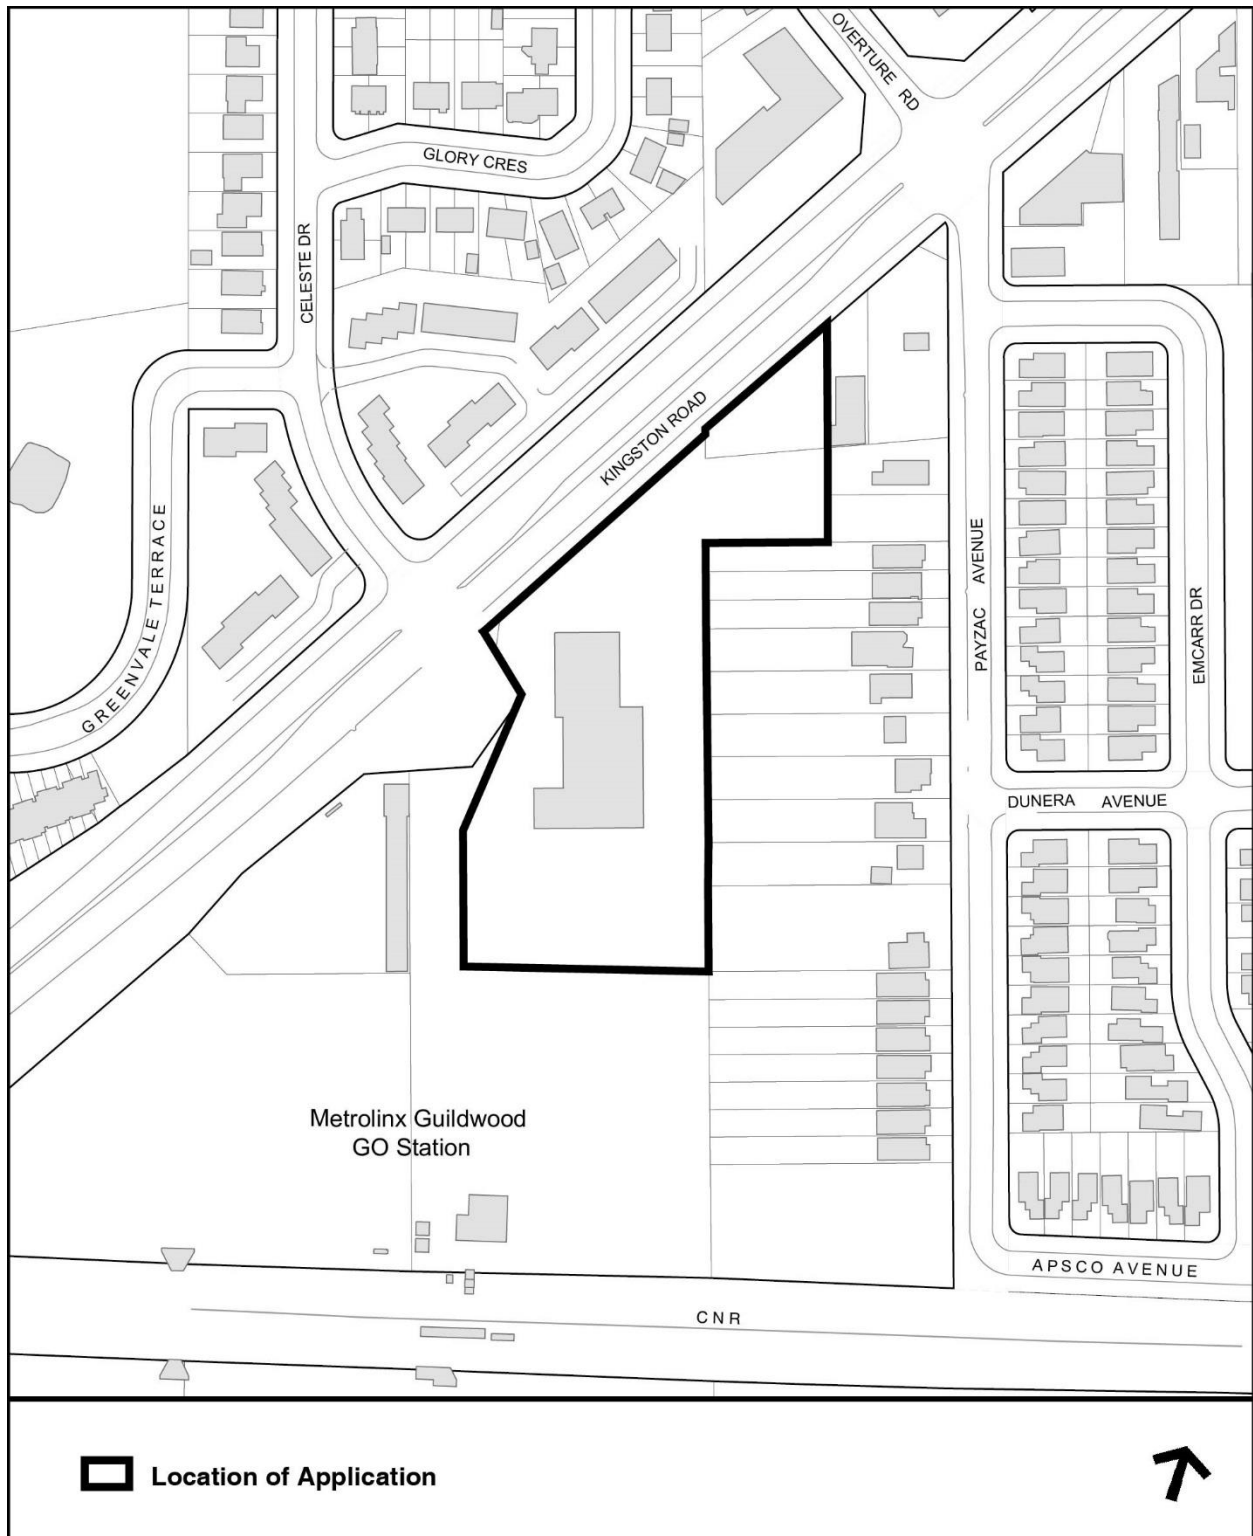 OVERTURE RD
GLORY CRES
CELESTE DR
KINGSTON ROAD
GREENVALE TERRACE
PAYZAC AVENUE
EMCARR DR
DUNERA AVENUE
Metrolinx Guildwood
GO Station
APSCO AVENUE
CNR
Location of Application